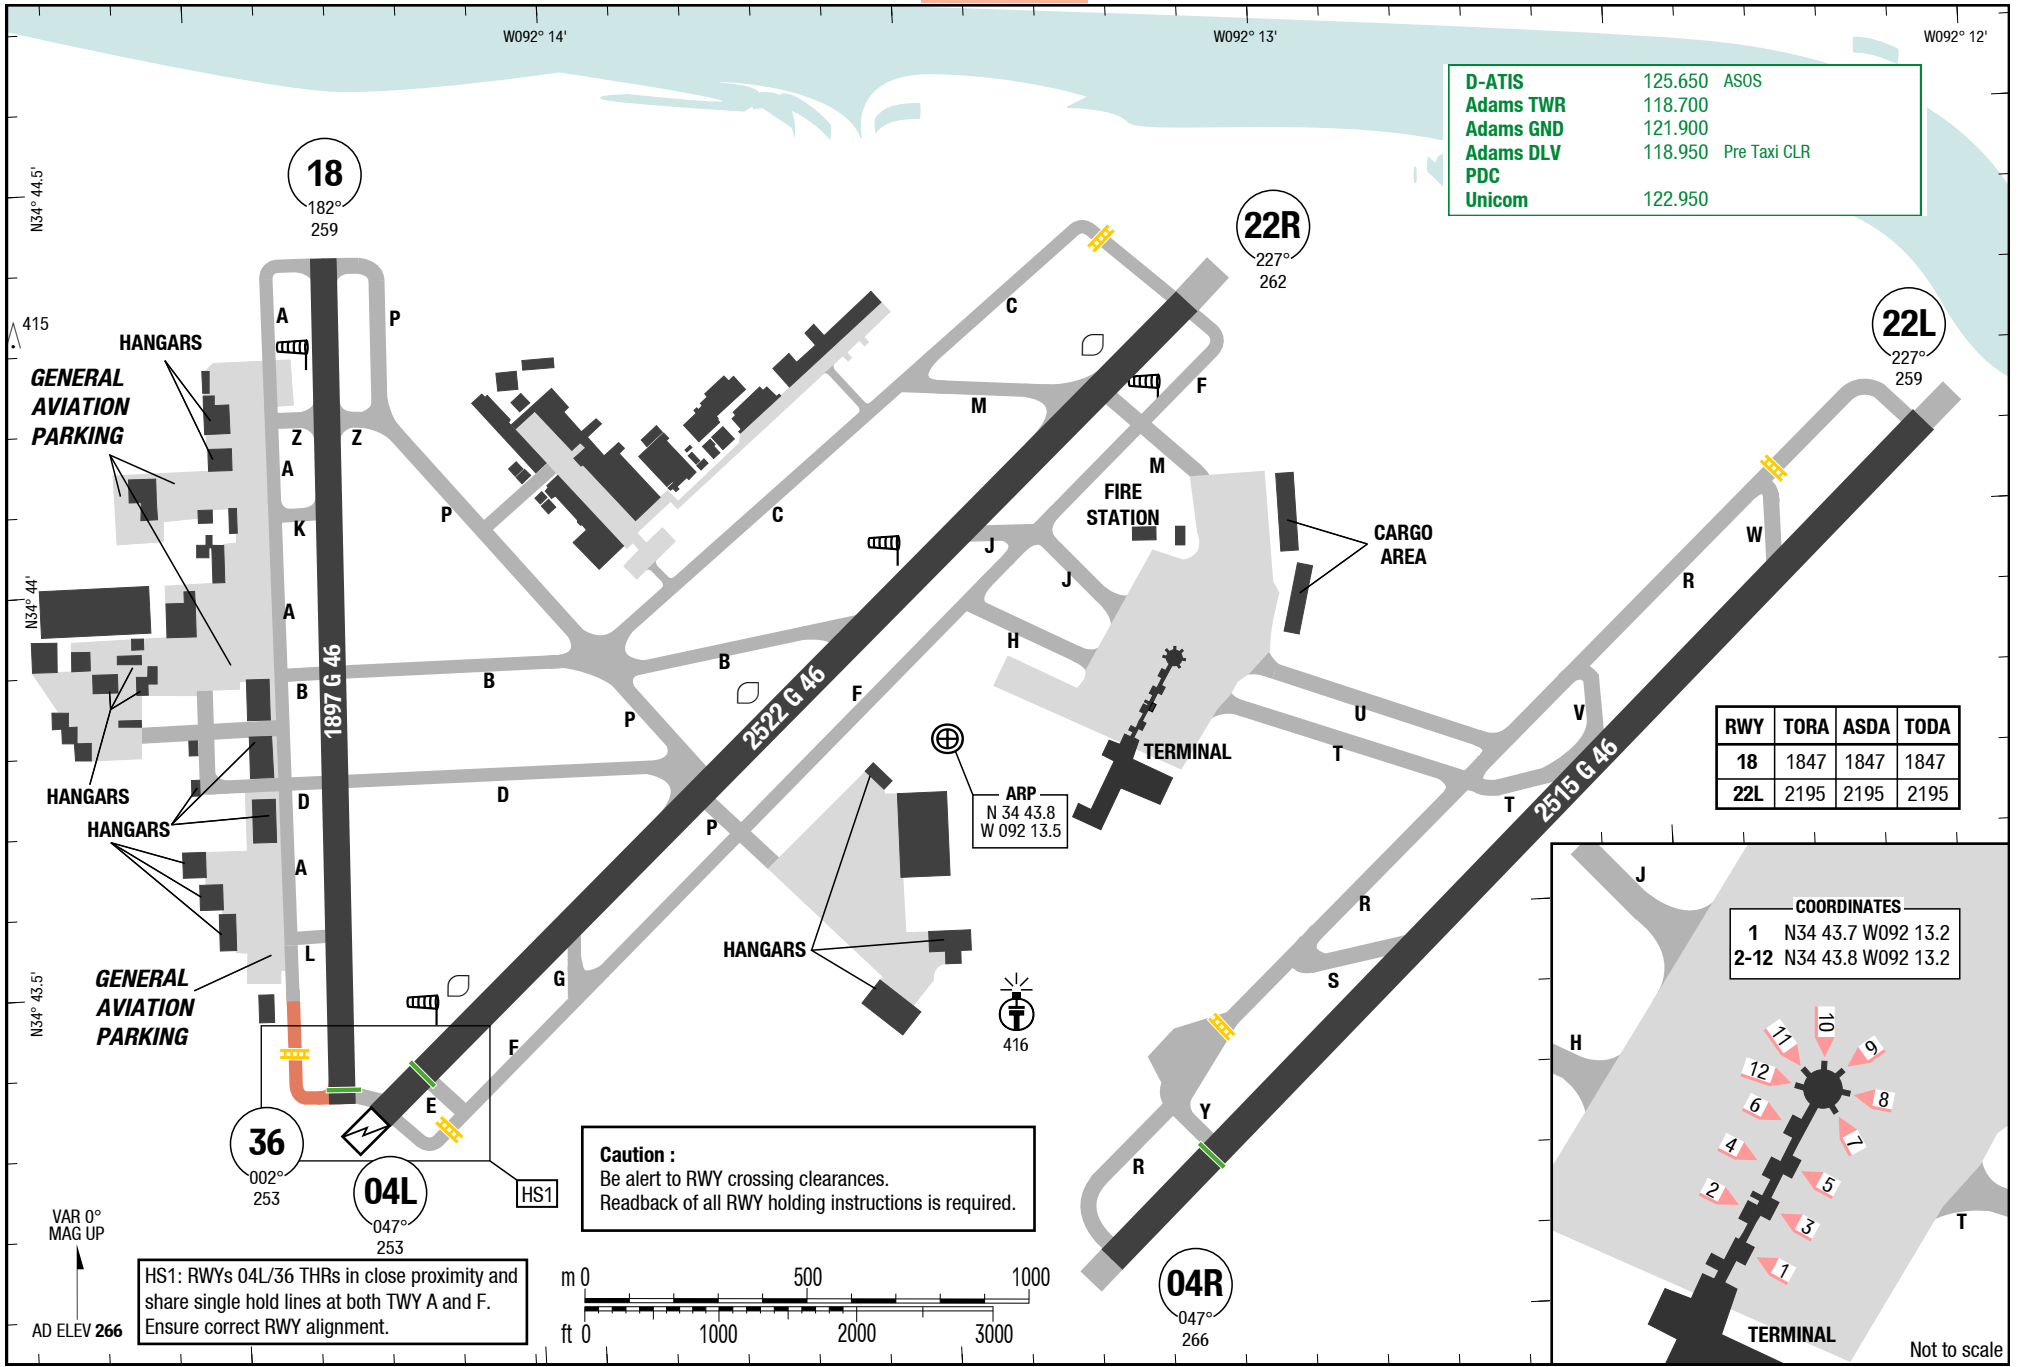 W092° 14'
W092° 13'
W092° 12'
D-ATIS 125.650 ASOS
Adams TWR 118.700
Adams GND 121.900
Adams DLV 118.950 Pre Taxi CLR
PDC
Unicom 122.950
N34° 44.5'
18
182°
259
22R
227°
262
22L
227°
259
415
HANGARS
GENERAL
AVIATION
PARKING
A
P
C
F
M
Z
Z
A
K
P
C
M
FIRE
STATION
CARGO
AREA
J
J
W
R
N34° 44'
A
H
B
B
B
P
F
U
V
T
1897 G 46
2522 G 46
2515 G 46
TERMINAL
HANGARS
HANGARS
D
D
P
T
ARP
N 34 43.8
W 092 13.5
RWY TORA ASDA TODA
18 1847 1847 1847
22L 2195 2195 2195
A
L
G
F
R
S
HANGARS
GENERAL
AVIATION
PARKING
N34° 43.5'
416
E
Y
R
36
002°
253
04L
047°
253
HS1
04R
047°
266
Caution :
Be alert to RWY crossing clearances.
Readback of all RWY holding instructions is required.
VAR 0°
MAG UP
AD ELEV 266
HS1: RWYs 04L/36 THRs in close proximity and
share single hold lines at both TWY A and F.
Ensure correct RWY alignment.
m 0 500 1000
ft 0 1000 2000 3000
J
COORDINATES
1 N34 43.7 W092 13.2
2-12 N34 43.8 W092 13.2
H
10
11
9
12
8
6
7
4
5
2
3
1
T
TERMINAL
Not to scale